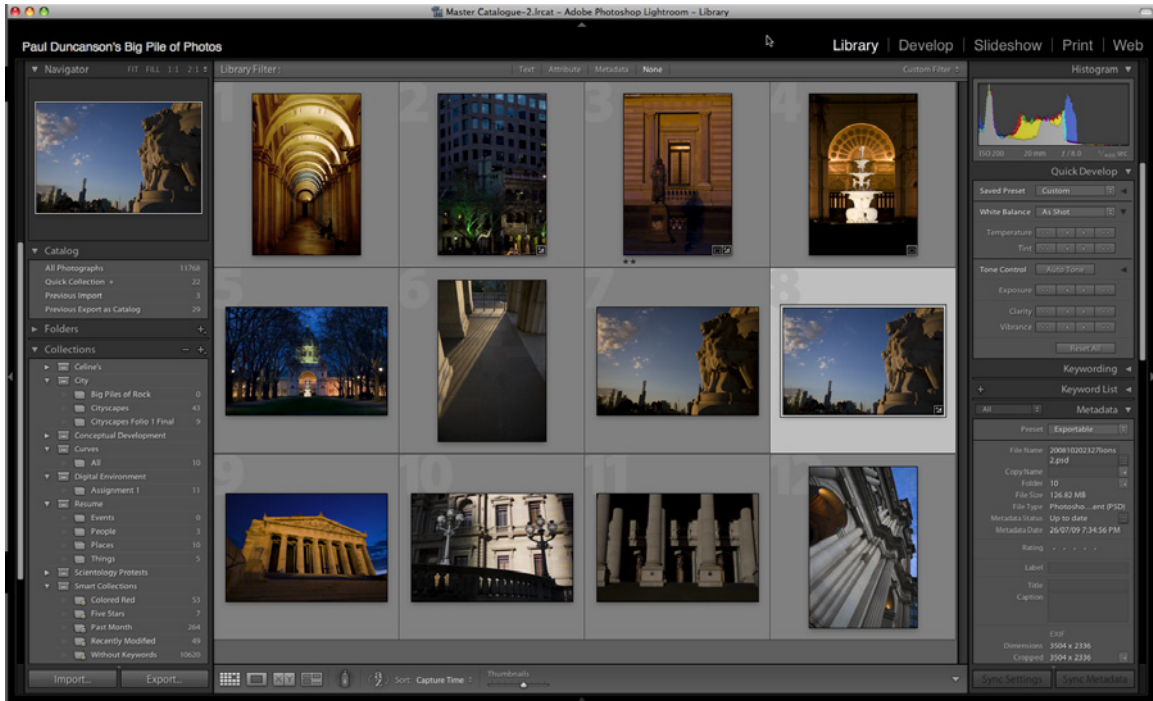 Master Catalogue-2.lrcat - Adobe Photoshop Lightroom - Library
Paul Duncanson's Big Pile of Photos
Library | Develop | Slideshow | Print | Web
Navigator FIT FILL 1:1 2:1
Library Filter: Text Attribute Metadata None Custom Filter
Histogram
1
2
3
4
ISO 200 20 mm f / 8.0
Quick Develop
Saved Preset Custom
White Balance As Shot
Temperature
Tint
Tone Control Auto Tone
Exposure
Clarity
Vibrance
Reset All
Catalog
All Photographs 11768
Quick Collection + 22
Previous Import 3
Previous Export as Catalog 29
Folders
Collections
Celine's
City
Big Piles of Rock 0
Cityscapes 43
Cityscapes Folio 1 Final 9
Conceptual Development
Curves
All 10
Digital Environment
Assignment 1 11
Resume
Events 0
People 3
Places 16
Things 5
Scientology Protests
Smart Collections
Colored Red 53
Five Stars 7
Past Month 264
Recently Modified 49
Without Keywords 10620
Import... Export...
5
6
7
8
9
10
11
12
Sort: Capture Time
Thumbnails
Keywording
Keyword List
All Metadata
Preset Exportable
File Name 200810202327lions
2.psd
Copy Name
Folder 10
File Size 126.82 MB
File Type Photosho....ent (PSD)
Metadata Status Up to date
Metadata Date 26/07/09 7:34:56 PM
Rating
Label
Title
Caption
EXIF
Dimensions 3504 x 2336
Cropped 3504 x 2336
Sync Settings Sync Metadata